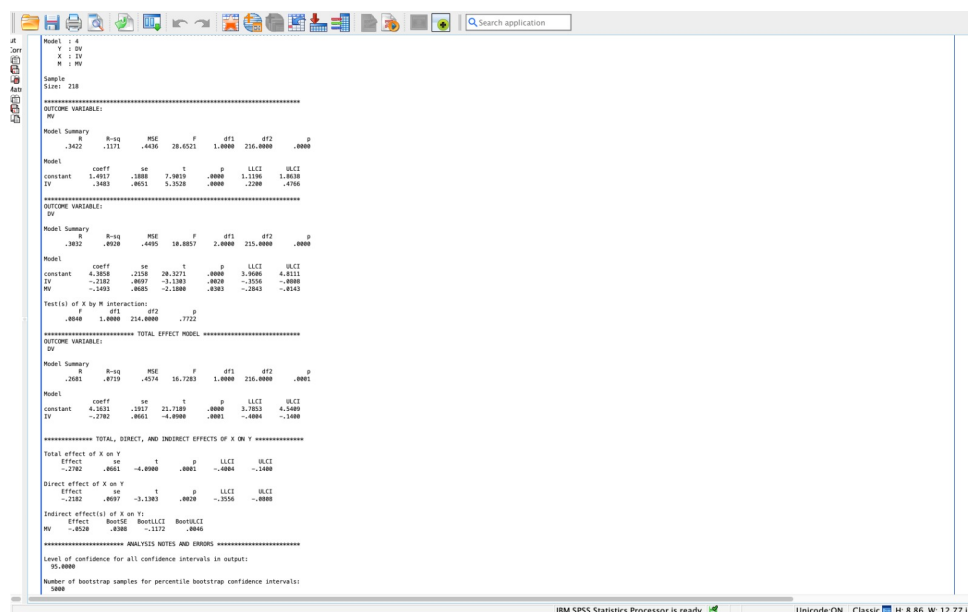 Search application
ut
Corr
Matr
Model : 4
Y : DV
X : IV
M : MV
Sample
Size: 218
**************************************************************************
OUTCOME VARIABLE:
MV
Model Summary
R R-sq MSE F df1 df2 p
.3422 .1171 .4436 28.6521 1.0000 216.0000 .0000
Model
coeff se t p LLCI ULCI
constant 1.4917 .1888 7.9019 .0000 1.1196 1.8638
IV .3483 .0651 5.3528 .0000 .2200 .4766
**************************************************************************
OUTCOME VARIABLE:
DV
Model Summary
R R-sq MSE F df1 df2 p
.3032 .0920 .4495 10.8857 2.0000 215.0000 .0000
Model
coeff se t p LLCI ULCI
constant 4.3858 .2158 20.3271 .0000 3.9606 4.8111
IV -.2182 .0697 -3.1303 .0020 -.3556 -.0808
MV -.1493 .0685 -2.1800 .0303 -.2843 -.0143
Test(s) of X by M interaction:
F df1 df2 p
.0840 1.0000 214.0000 .7722
************************** TOTAL EFFECT MODEL ****************************
OUTCOME VARIABLE:
DV
Model Summary
R R-sq MSE F df1 df2 p
.2681 .0719 .4574 16.7283 1.0000 216.0000 .0001
Model
coeff se t p LLCI ULCI
constant 4.1631 .1917 21.7189 .0000 3.7853 4.5409
IV -.2702 .0661 -4.0900 .0001 -.4004 -.1400
************** TOTAL, DIRECT, AND INDIRECT EFFECTS OF X ON Y **************
Total effect of X on Y
Effect se t p LLCI ULCI
-.2702 .0661 -4.0900 .0001 -.4004 -.1400
Direct effect of X on Y
Effect se t p LLCI ULCI
-.2182 .0697 -3.1303 .0020 -.3556 -.0808
Indirect effect(s) of X on Y:
Effect BootSE BootLLCI BootULCI
MV -.0520 .0308 -.1172 .0046
*********************** ANALYSIS NOTES AND ERRORS ************************
Level of confidence for all confidence intervals in output:
95.0000
Number of bootstrap samples for percentile bootstrap confidence intervals:
5000
IBM SPSS Statistics Processor is ready Unicode:ON Classic H: 8.86, W: 12.77 i